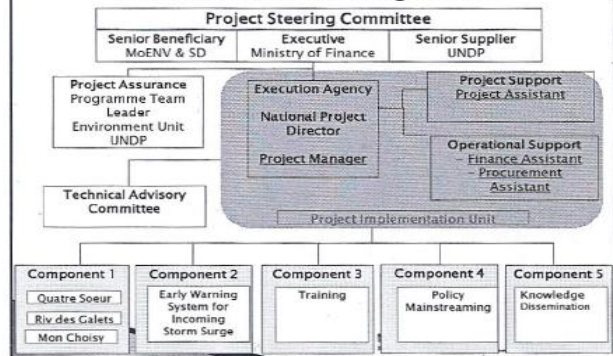 Project Steering Committee
Senior Beneficiary
MoENV & SD
Executive
Ministry of Finance
Senior Supplier
UNDP
Project Assurance
Programme Team
Leader
Environment Unit
UNDP
Execution Agency
National Project
Director
Project Manager
Project Support
Project Assistant
Operational Support
– Finance Assistant
– Procurement
Assistant
Technical Advisory
Committee
Project Implementation Unit
Component 1
Quatre Soeur
Riv des Galets
Mon Choisy
Component 2
Early Warning
System for
Incoming
Storm Surge
Component 3
Training
Component 4
Policy
Mainstreaming
Component 5
Knowledge
Dissemination